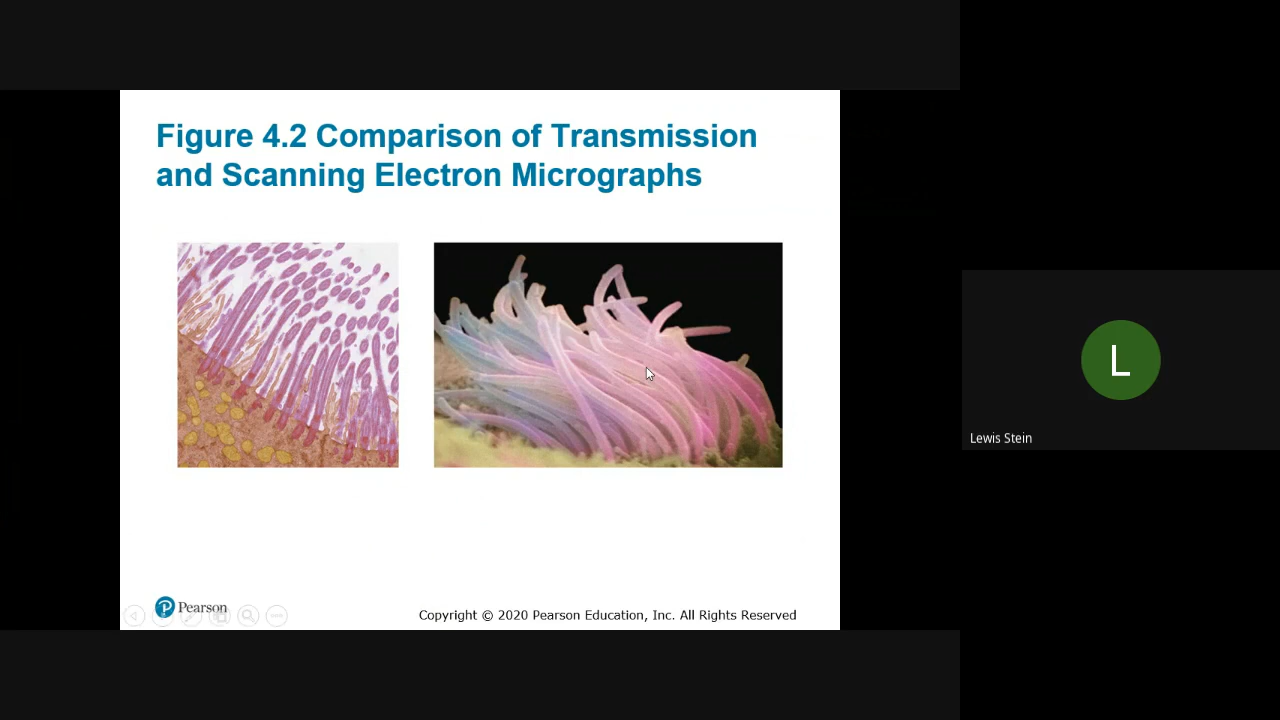 Figure 4.2 Comparison of Transmission
and Scanning Electron Micrographs
L
Lewis Stein
Pearson
Copyright © 2020 Pearson Education, Inc. All Rights Reserved